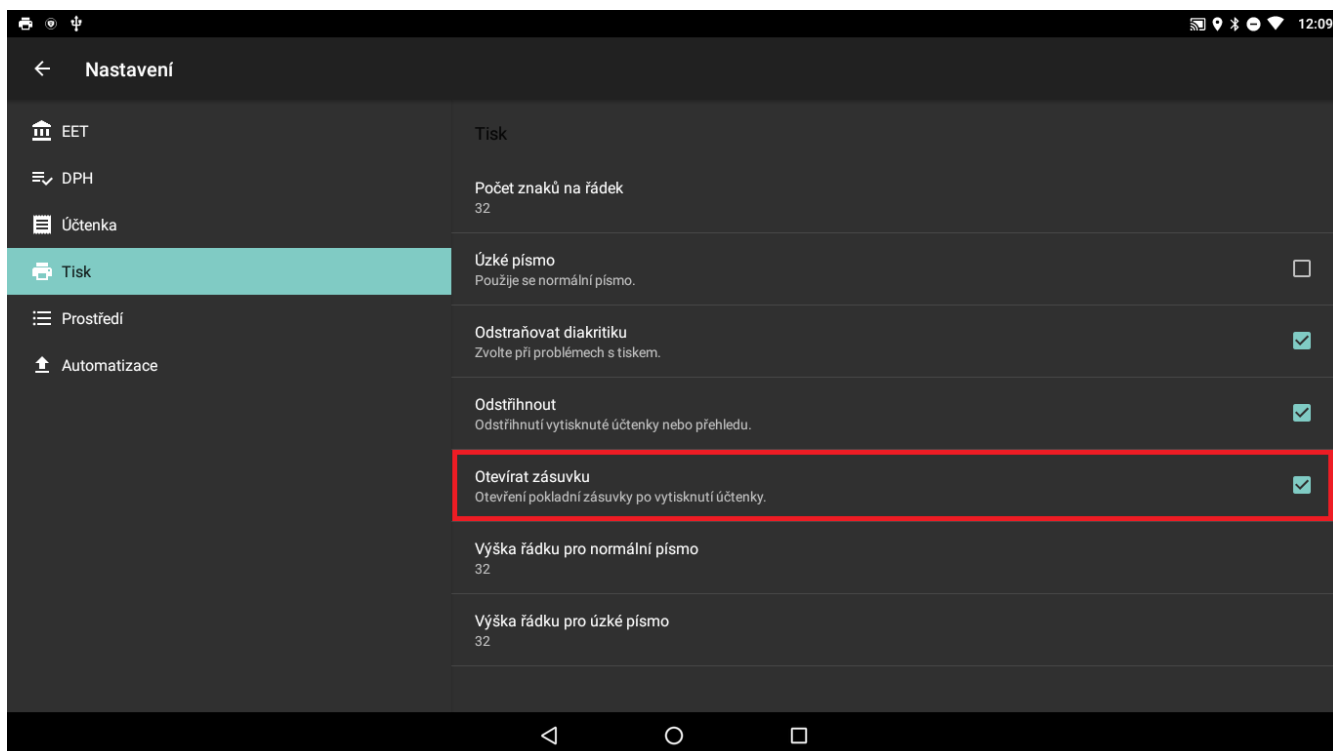 12:09
Nastavení
EET
DPH
Účtenka
Tisk
Prostředí
Automatizace
Tisk
Počet znaků na řádek
32
Úzké písmo
Použije se normální písmo.
Odstraňovat diakritiku
Zvolte při problémech s tiskem.
Odstřihnout
Odstřihnutí vytisknuté účtenky nebo přehledu.
Otevírat zásuvku
Otevření pokladní zásuvky po vytisknutí účtenky.
Výška řádku pro normální písmo
32
Výška řádku pro úzké písmo
32